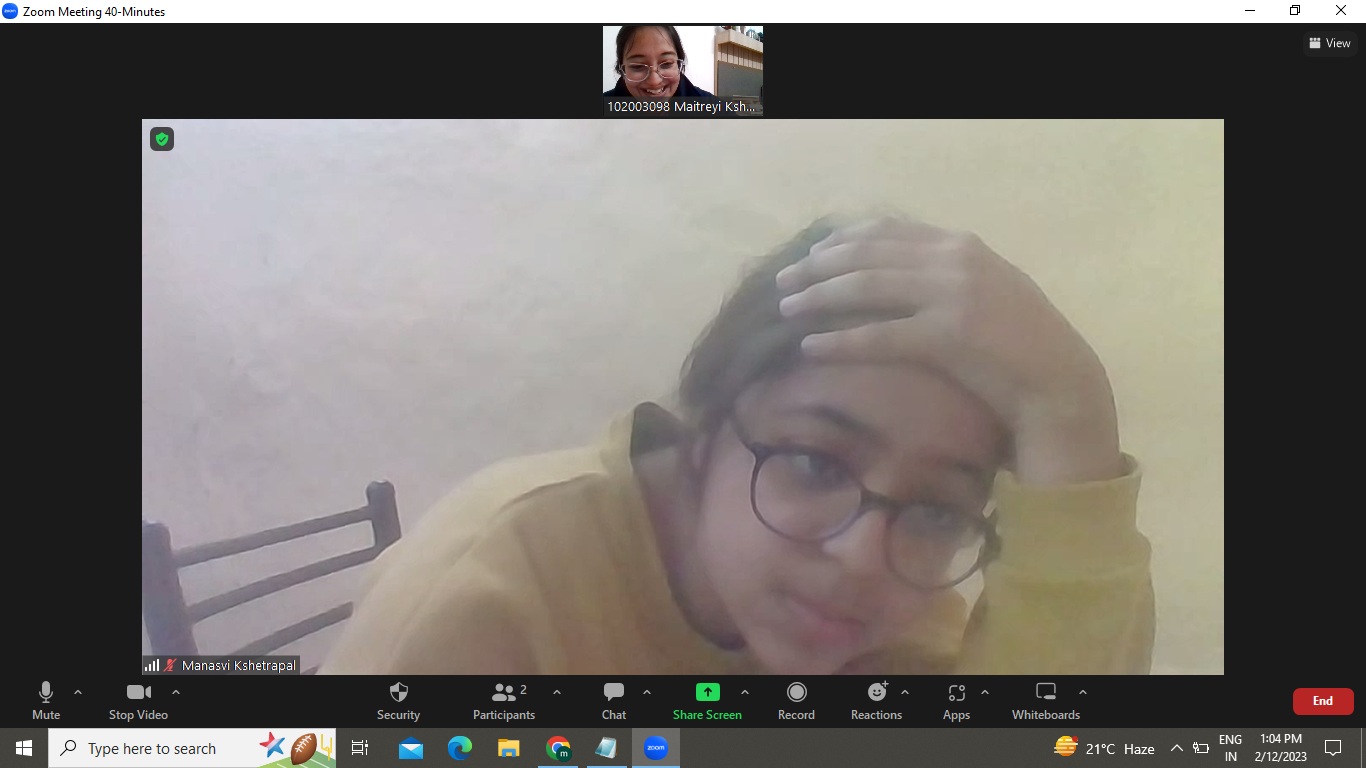 zoom Zoom Meeting 40-Minutes
View
102003098 Maitreyi Ksh...
Manasvi Kshetrapal
2
Mute
Stop Video
Security
Participants
Chat
Share Screen
Record
Reactions
Apps
Whiteboards
End
Type here to search
m
zoom
21°C Haze
ENG
IN
1:04 PM
2/12/2023